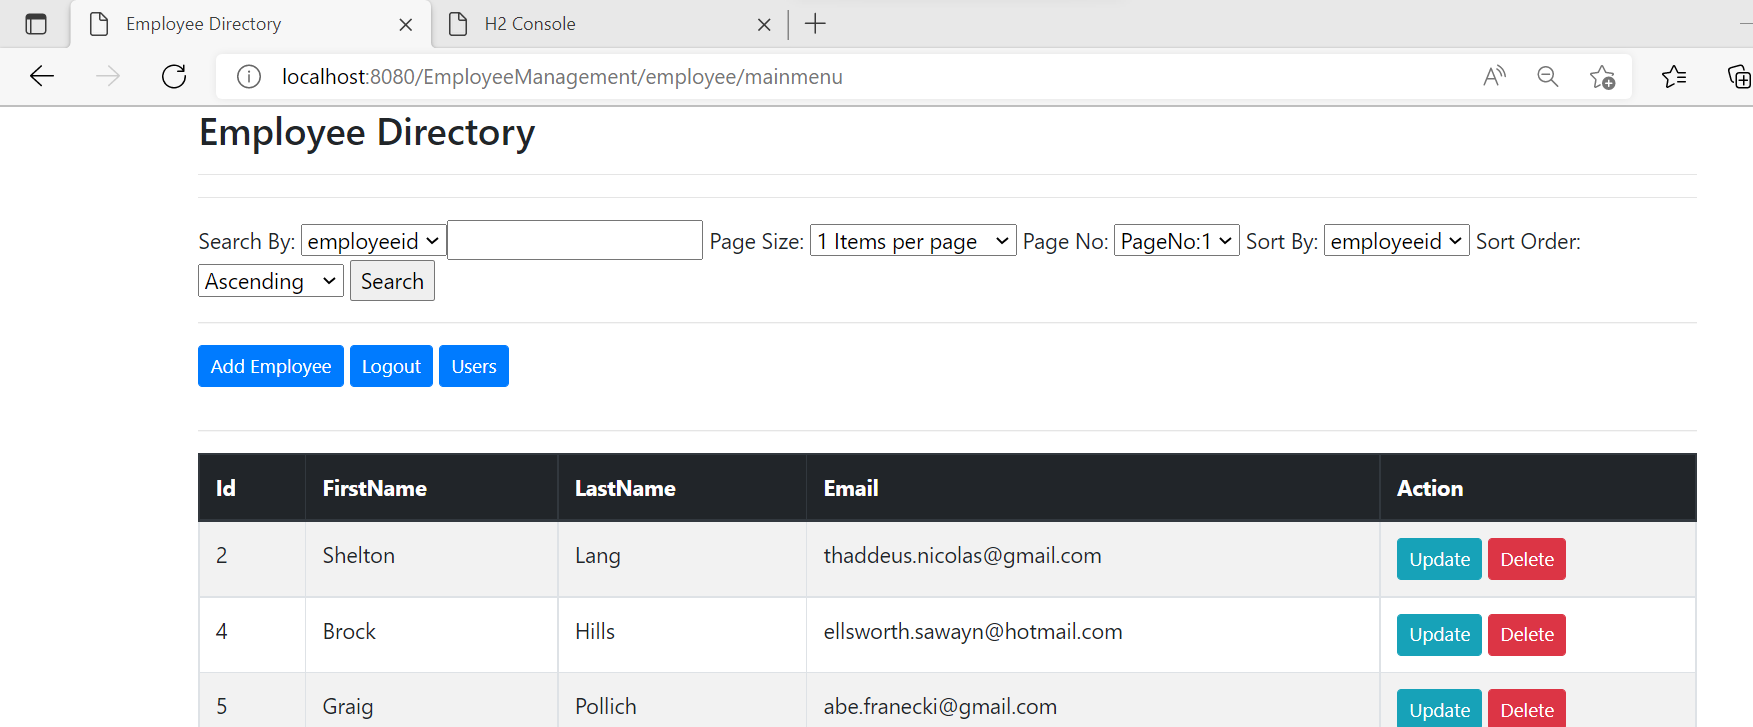 Employee Directory
H2 Console
localhost:8080/EmployeeManagement/employee/mainmenu
Employee Directory
Search By: employeeid Page Size: 1 Items per page Page No: PageNo:1 Sort By: employeeid Sort Order:
Ascending Search
Add Employee Logout Users
Id FirstName LastName Email Action
2 Shelton Lang thaddeus.nicolas@gmail.com Update Delete
4 Brock Hills ellsworth.sawayn@hotmail.com Update Delete
5 Graig Pollich abe.franecki@gmail.com Update Delete